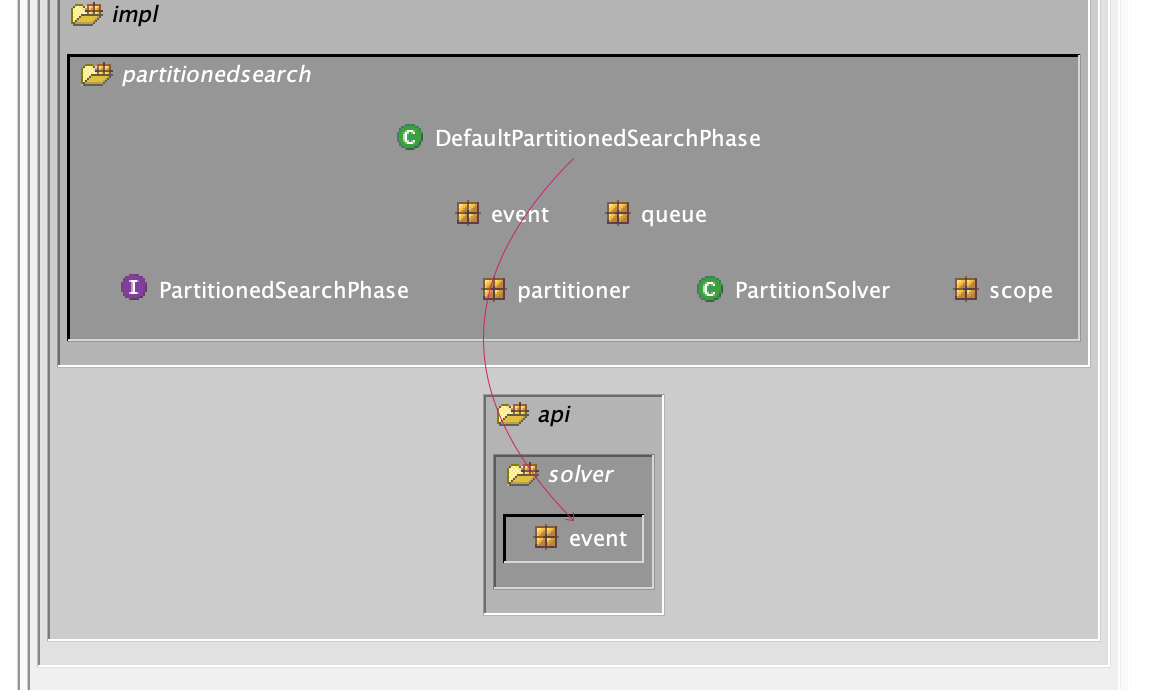 impl
partitionedsearch
C DefaultPartitionedSearchPhase
event queue
I PartitionedSearchPhase partitioner C PartitionSolver scope
api
solver
event